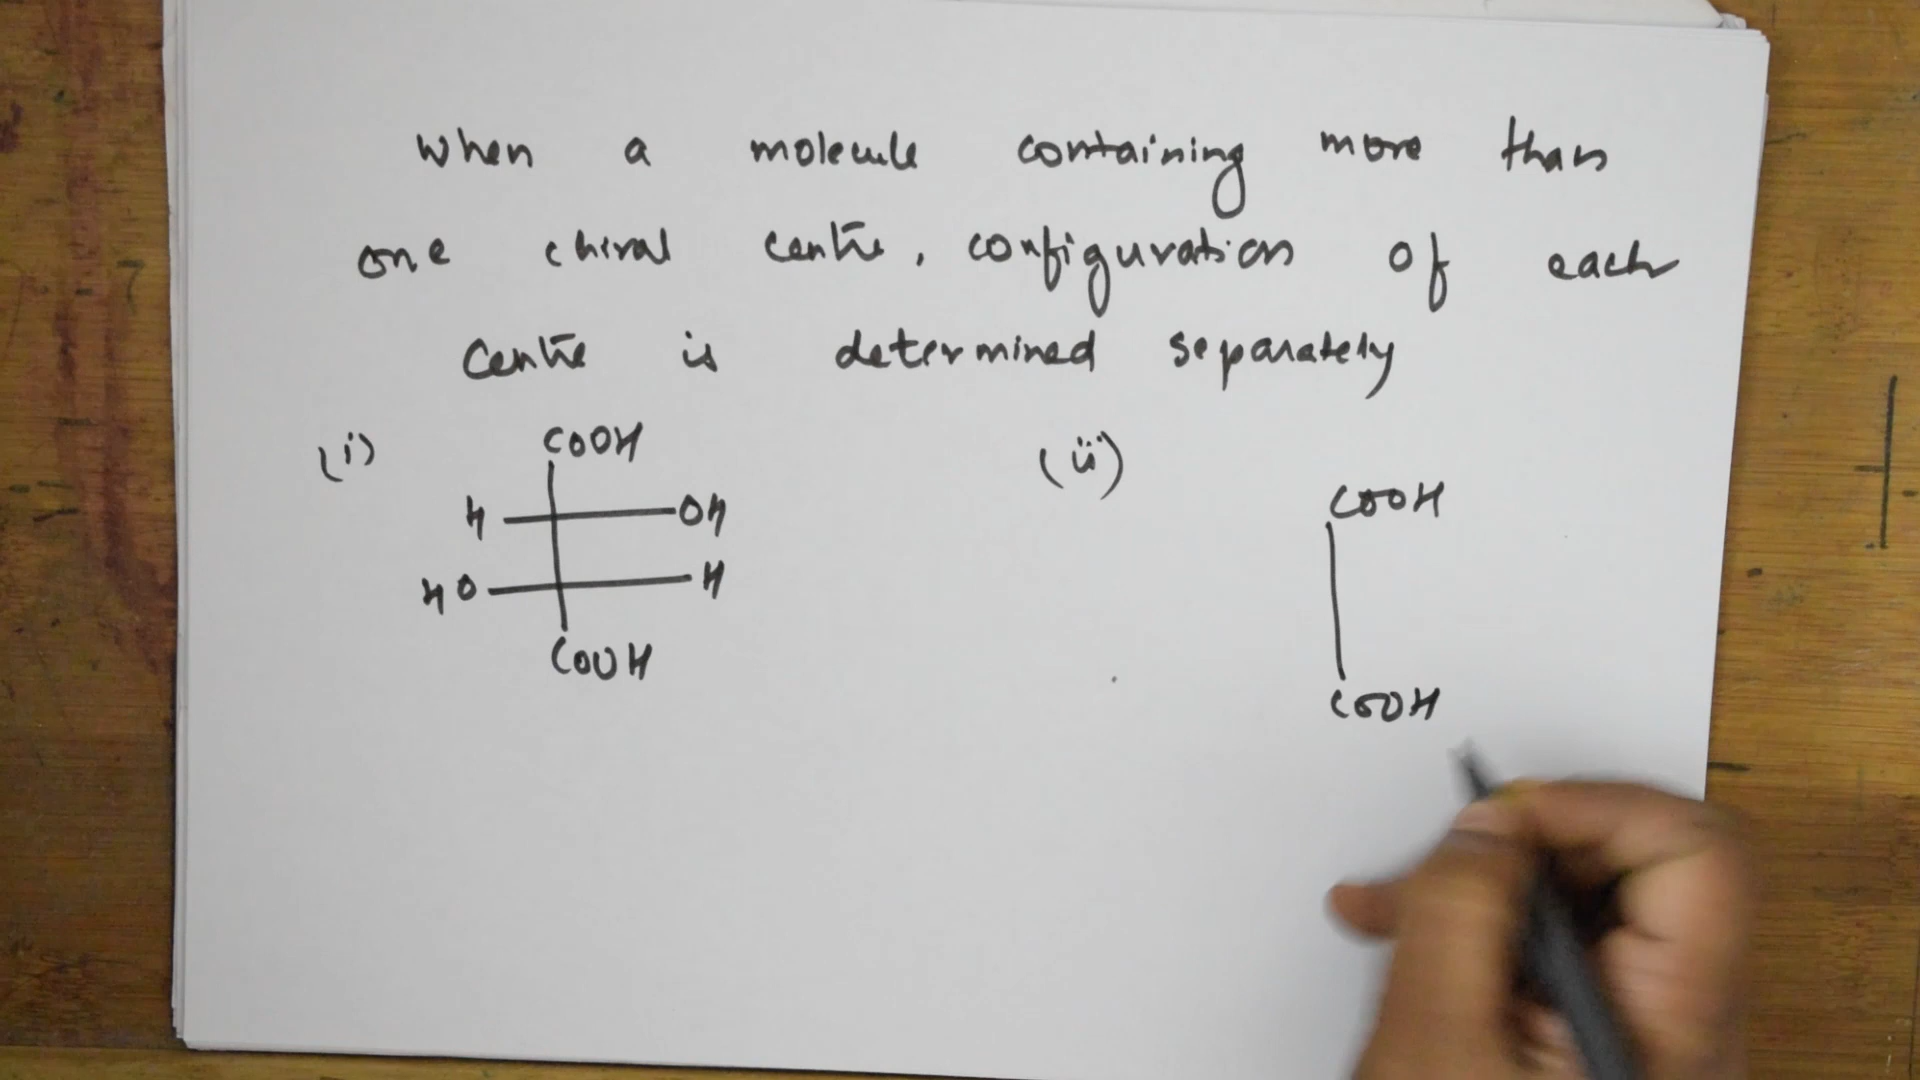 When a molecule containing more than
one chiral centre, configuration of each
centre is determined separately
(i) COOH
H OH
HO H
COOH
(ii) COOH
COOH